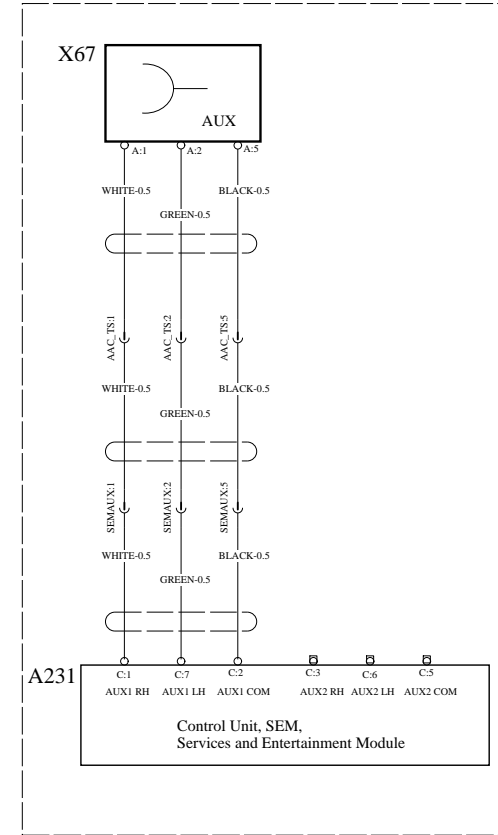 X67
AUX
A:1 A:2 A:5
WHITE-0.5 BLACK-0.5
GREEN-0.5
AAC_TS:1 AAC_TS:2 AAC_TS:5
WHITE-0.5 BLACK-0.5
GREEN-0.5
SEMAUX:1 SEMAUX:2 SEMAUX:5
WHITE-0.5 BLACK-0.5
GREEN-0.5
A231
C:1 C:7 C:2 C:3 C:6 C:5
AUX1 RH AUX1 LH AUX1 COM AUX2 RH AUX2 LH AUX2 COM
Control Unit, SEM,
Services and Entertainment Module